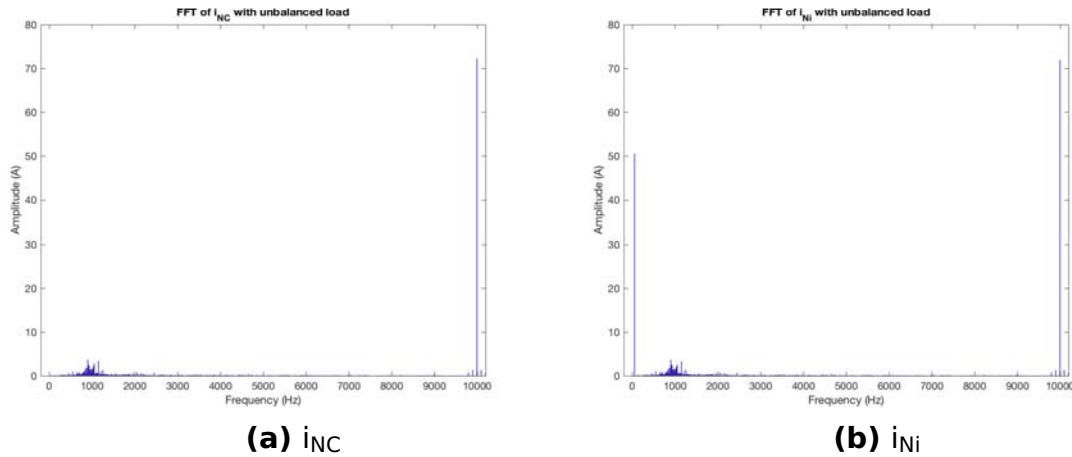 FFT of i_NC with unbalanced load
80
70
60
50
40
30
20
10
0
Amplitude (A)
0 1000 2000 3000 4000 5000 6000 7000 8000 9000 10000
Frequency (Hz)
(a) i_NC
FFT of i_Ni with unbalanced load
80
70
60
50
40
30
20
10
0
Amplitude (A)
0 1000 2000 3000 4000 5000 6000 7000 8000 9000 10000
Frequency (Hz)
(b) i_Ni